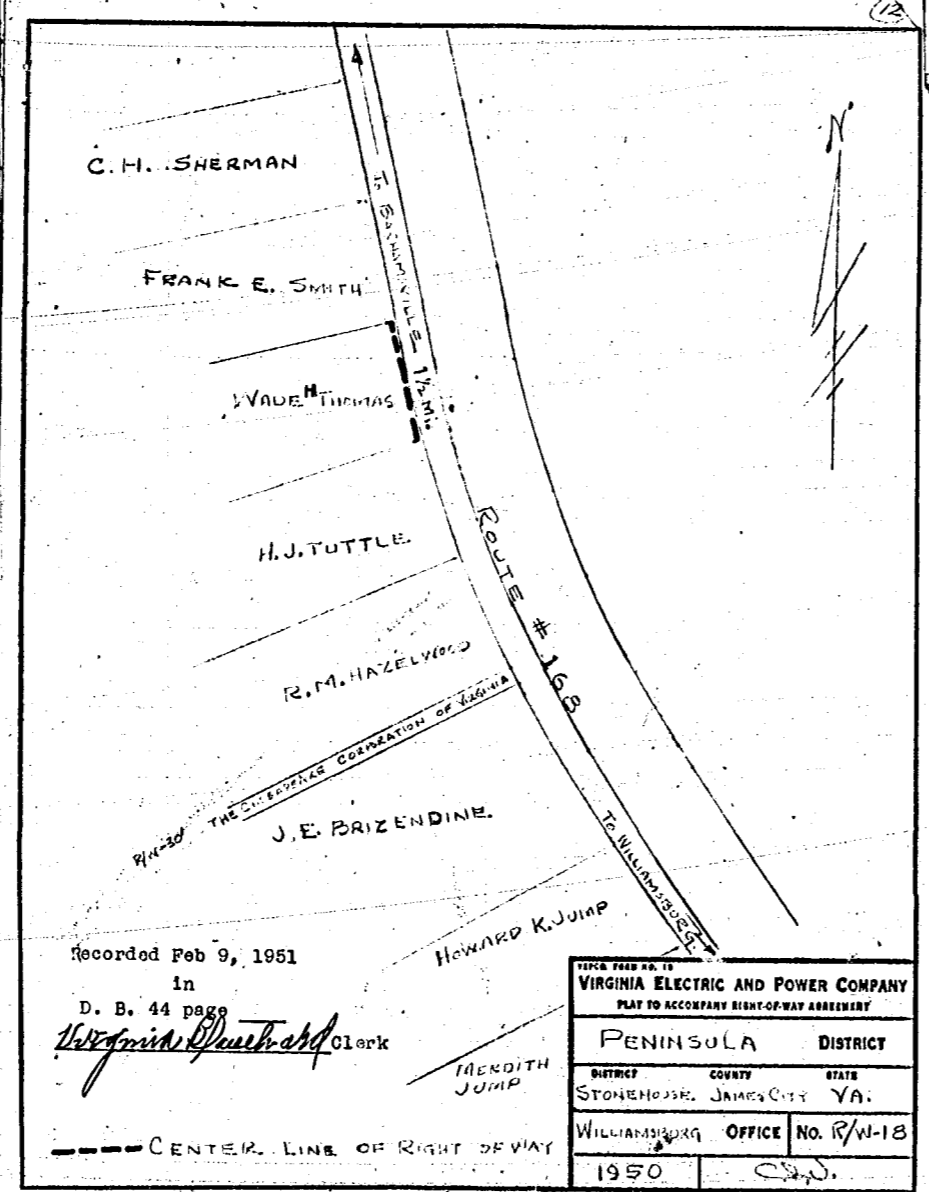 12
N
C. H. SHERMAN
To BARHAMSVILLE 1½ Mi.
FRANK E. SMITH
WADE H THOMAS
H. J. TUTTLE.
ROUTE # 168
R. M. HAZELWOOD
THE CHESAPEAKE CORPORATION OF VIRGINIA
R/W-30'
J. E. BRIZENDINE.
To WILLIAMSBURG.
HOWARD K. JUMP
Recorded Feb 9, 1951
in
D. B. 44 page
Clerk
MERDITH
JUMP
CENTER LINE OF RIGHT OF WAY
VEPCO FORM NO. 18
VIRGINIA ELECTRIC AND POWER COMPANY
PLAT TO ACCOMPANY RIGHT-OF-WAY AGREEMENT
PENINSULA DISTRICT
DISTRICT COUNTY STATE
STONEHOUSE. JAMES CITY VA.
WILLIAMSBURG OFFICE No. R/W-18
1950